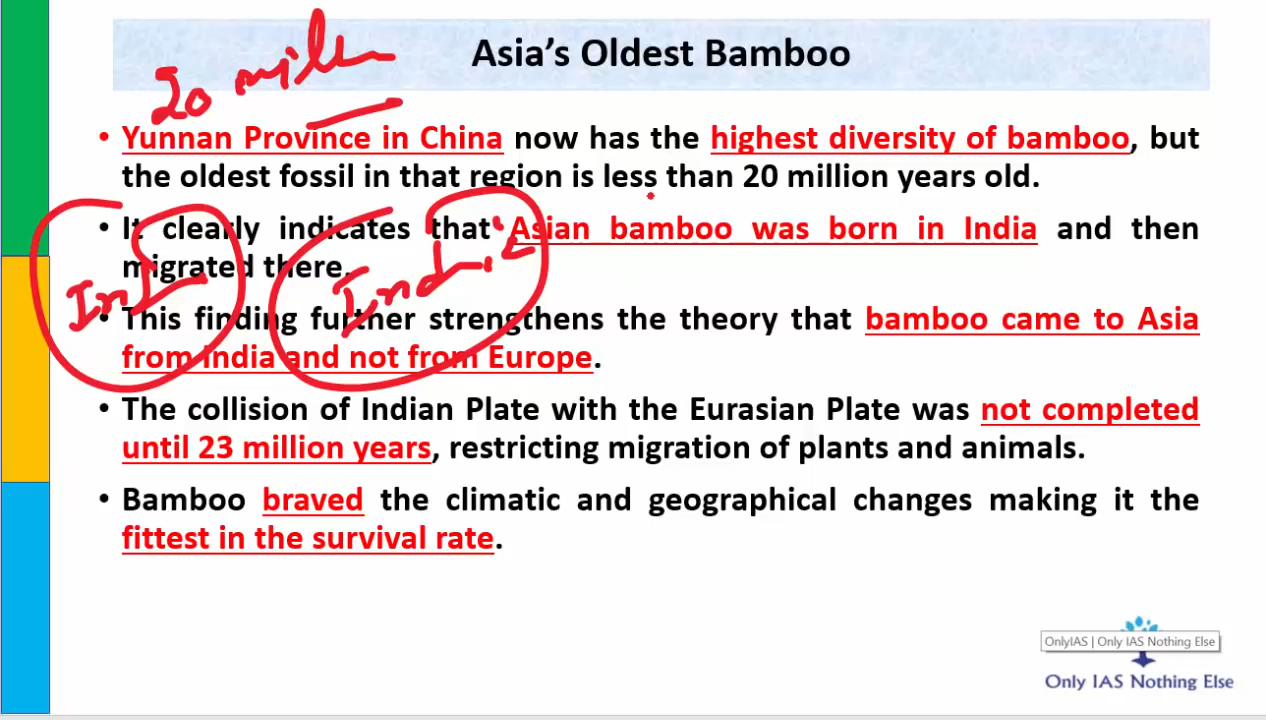 Asia's Oldest Bamboo
20 million
• Yunnan Province in China now has the highest diversity of bamboo, but
the oldest fossil in that region is less than 20 million years old.
• It clearly indicates that Asian bamboo was born in India and then
migrated there.
India
• This finding further strengthens the theory that bamboo came to Asia
from India and not from Europe.
• The collision of Indian Plate with the Eurasian Plate was not completed
until 23 million years, restricting migration of plants and animals.
• Bamboo braved the climatic and geographical changes making it the
fittest in the survival rate.
OnlyIAS | Only IAS Nothing Else
Only IAS Nothing Else